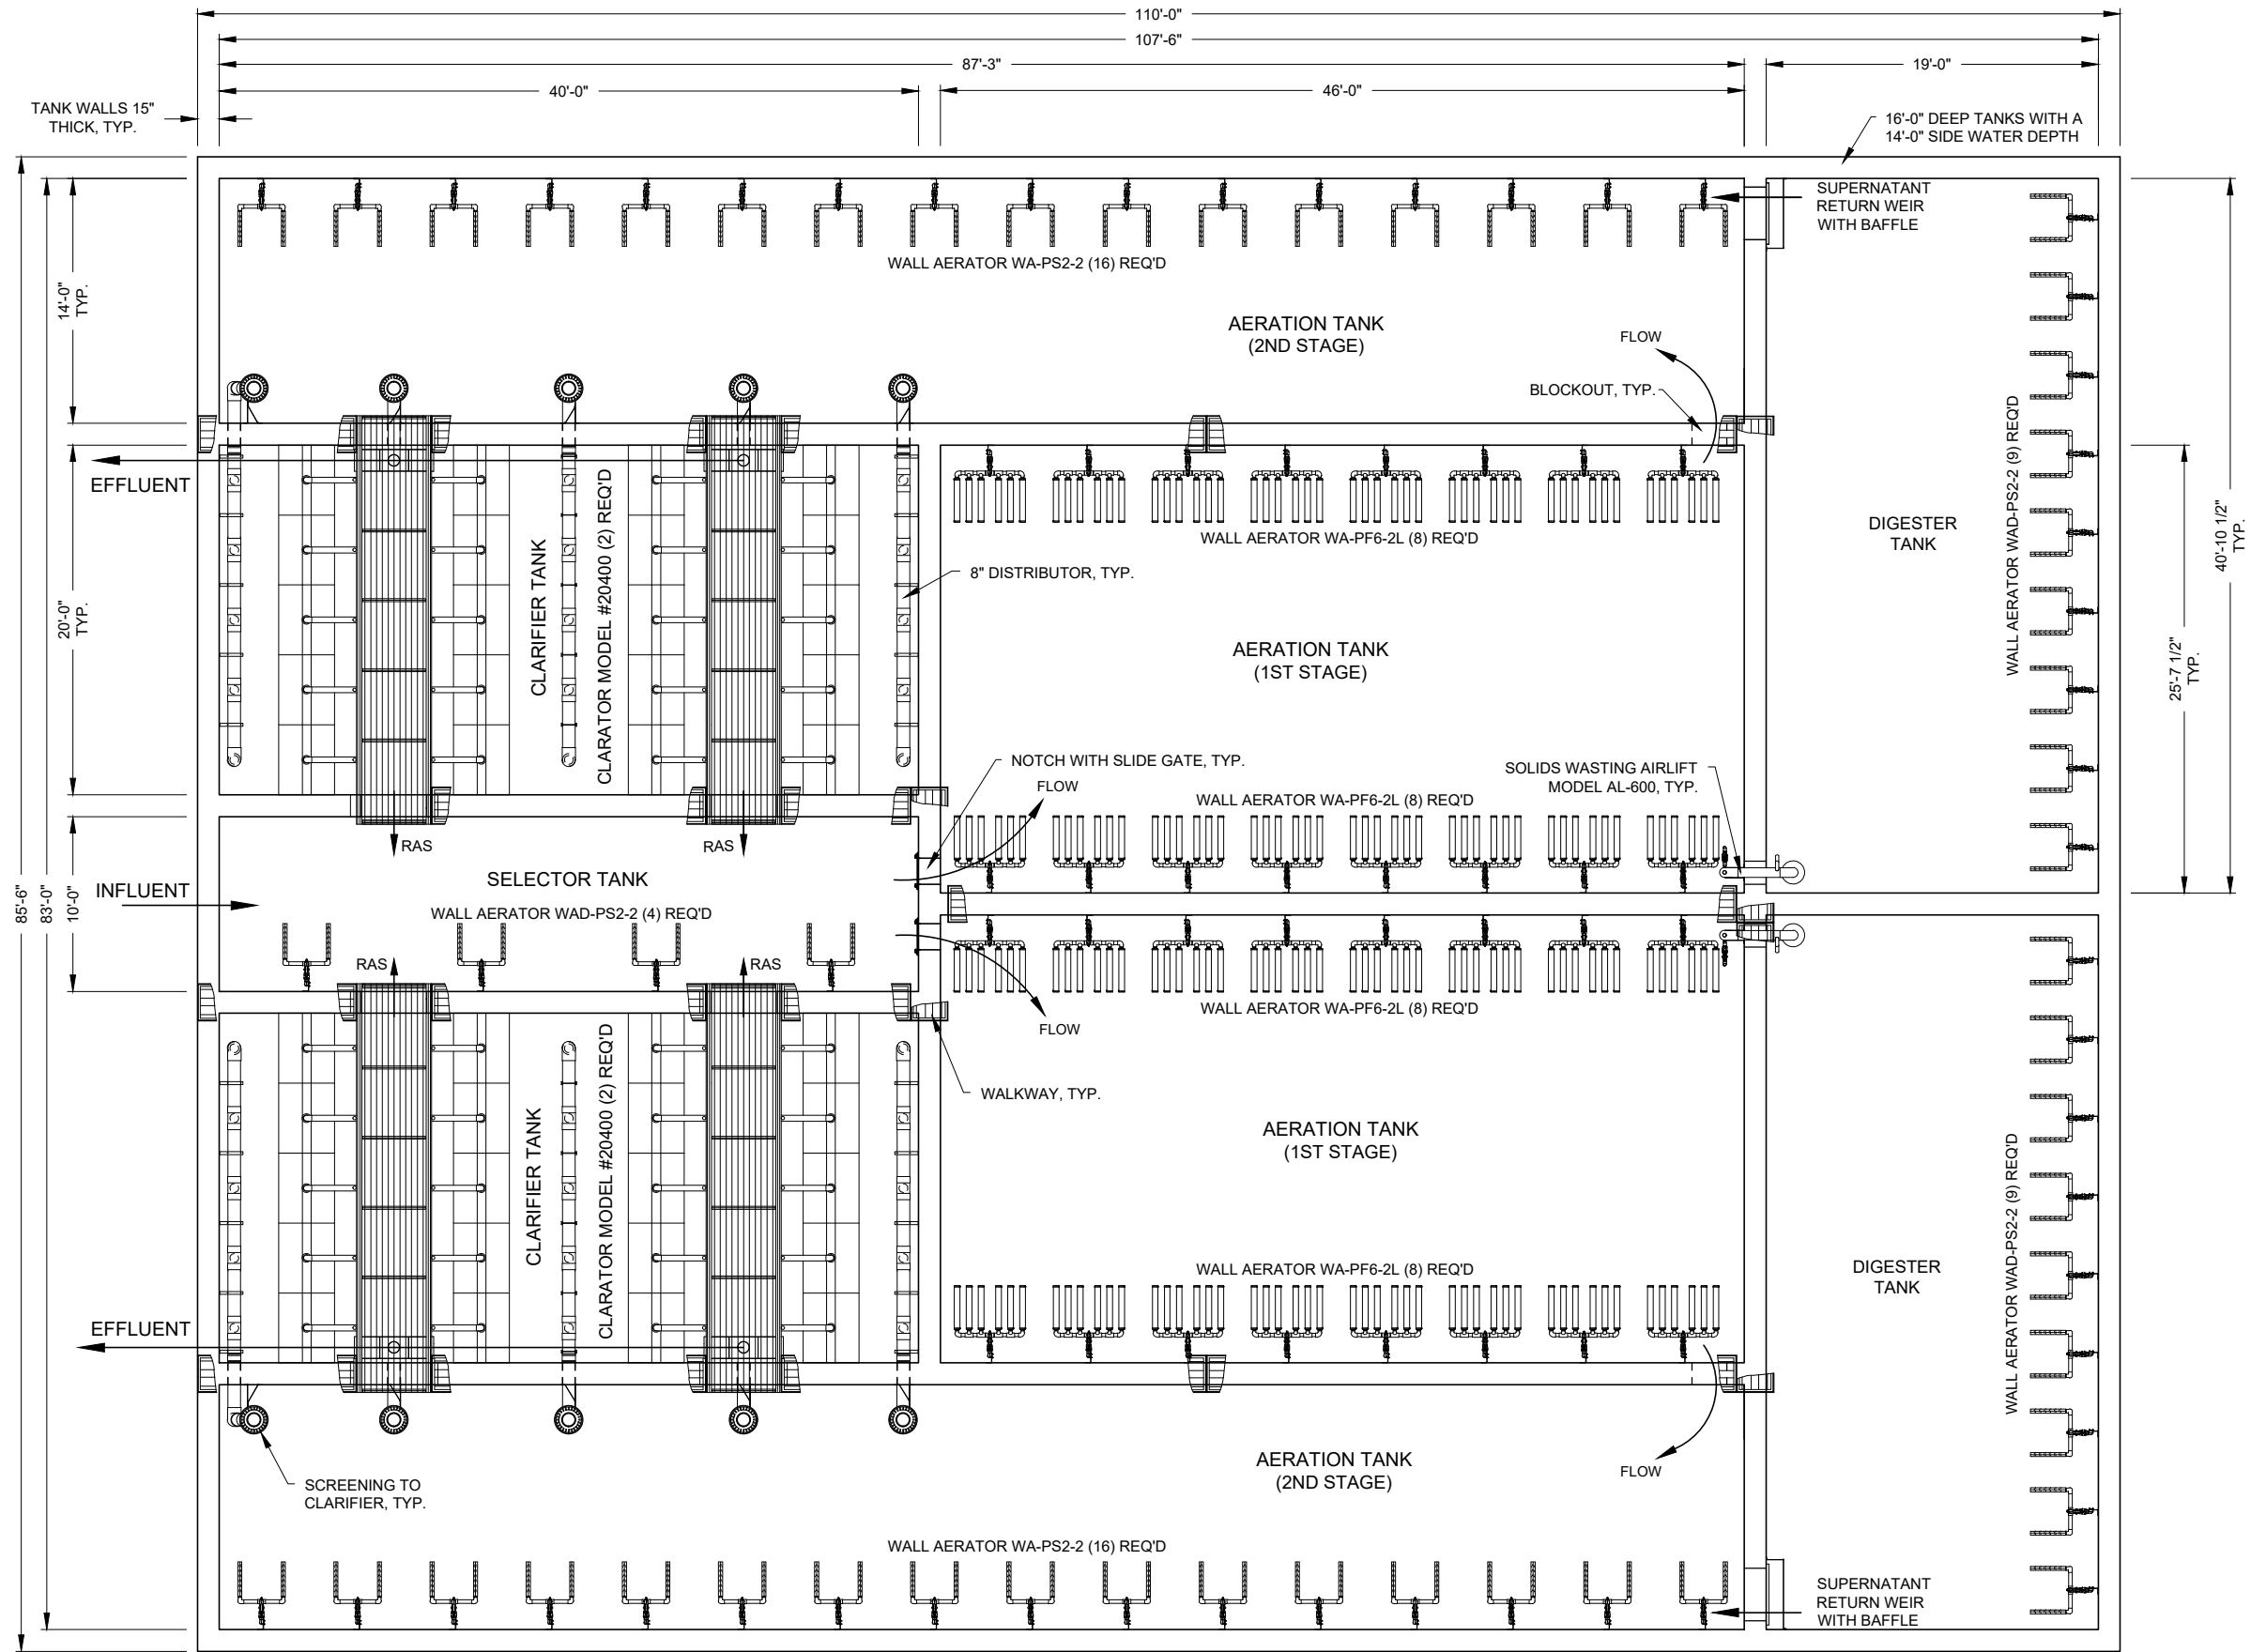 110'-0"
107'-6"
87'-3"
19'-0"
40'-0"
46'-0"
TANK WALLS 15"
THICK, TYP.
16'-0" DEEP TANKS WITH A
14'-0" SIDE WATER DEPTH
SUPERNATANT
RETURN WEIR
WITH BAFFLE
WALL AERATOR WA-PS2-2 (16) REQ'D
14'-0"
TYP.
AERATION TANK
(2ND STAGE)
FLOW
BLOCKOUT, TYP.
EFFLUENT
CLARIFIER TANK
CLARATOR MODEL #20400 (2) REQ'D
WALL AERATOR WA-PF6-2L (8) REQ'D
8" DISTRIBUTOR, TYP.
DIGESTER
TANK
WALL AERATOR WAD-PS2-2 (9) REQ'D
40'-10 1/2"
TYP.
25'-7 1/2"
TYP.
20'-0"
TYP.
AERATION TANK
(1ST STAGE)
NOTCH WITH SLIDE GATE, TYP.
FLOW
SOLIDS WASTING AIRLIFT
MODEL AL-600, TYP.
WALL AERATOR WA-PF6-2L (8) REQ'D
RAS
RAS
85'-6"
83'-0"
10'-0"
INFLUENT
SELECTOR TANK
WALL AERATOR WAD-PS2-2 (4) REQ'D
RAS
RAS
WALL AERATOR WA-PF6-2L (8) REQ'D
FLOW
WALKWAY, TYP.
CLARIFIER TANK
CLARATOR MODEL #20400 (2) REQ'D
AERATION TANK
(1ST STAGE)
WALL AERATOR WA-PF6-2L (8) REQ'D
DIGESTER
TANK
WALL AERATOR WAD-PS2-2 (9) REQ'D
EFFLUENT
AERATION TANK
(2ND STAGE)
FLOW
SCREENING TO
CLARIFIER, TYP.
WALL AERATOR WA-PS2-2 (16) REQ'D
SUPERNATANT
RETURN WEIR
WITH BAFFLE